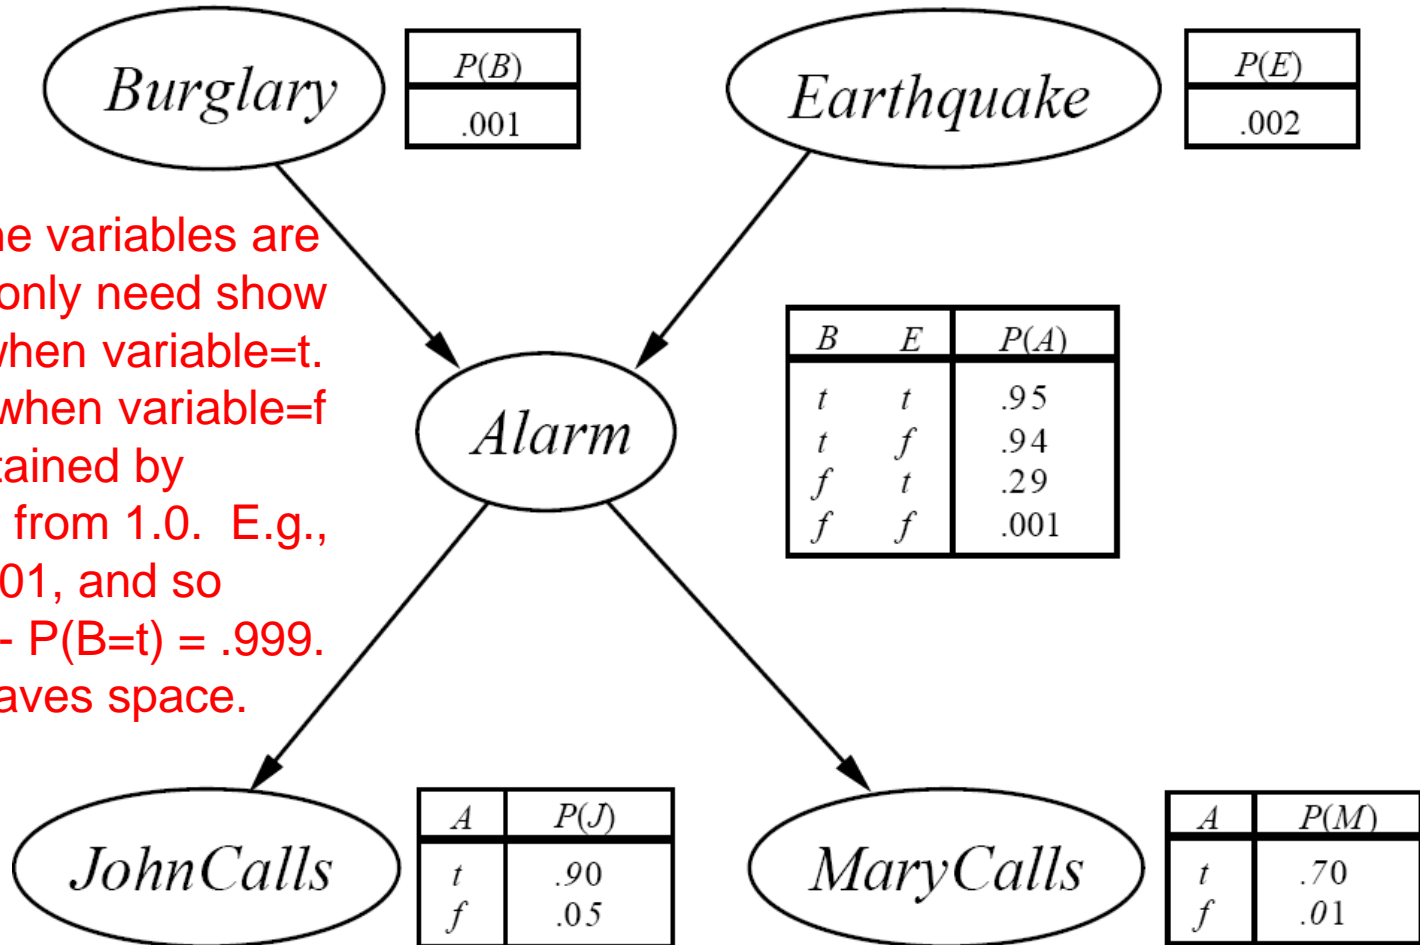 Burglary
P(B)
.001
Earthquake
P(E)
.002
he variables are
only need show
when variable=t.
when variable=f
tained by
from 1.0. E.g.,
01, and so
- P(B=t) = .999.
aves space.
Alarm
B E P(A)
t t .95
t f .94
f t .29
f f .001
JohnCalls
A P(J)
t .90
f .05
MaryCalls
A P(M)
t .70
f .01